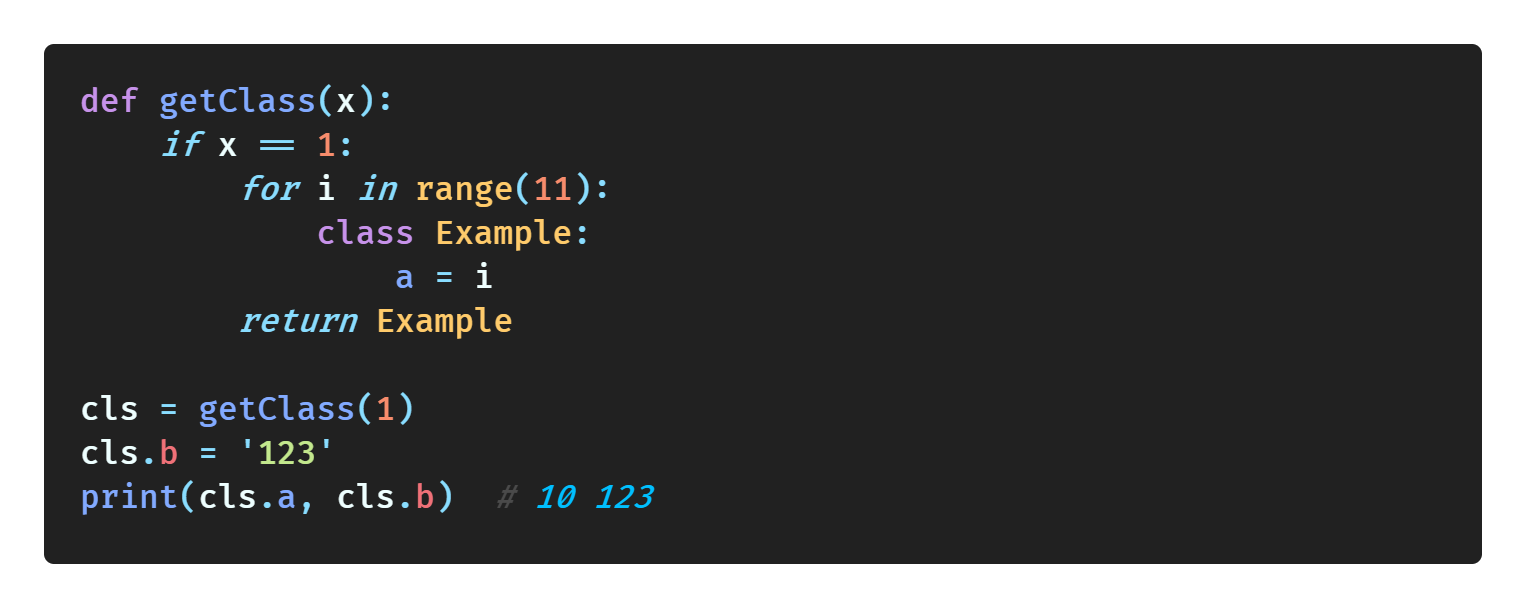 def getClass(x):
    if x == 1:
        for i in range(11):
            class Example:
                a = i
        return Example

cls = getClass(1)
cls.b = '123'
print(cls.a, cls.b)  # 10 123